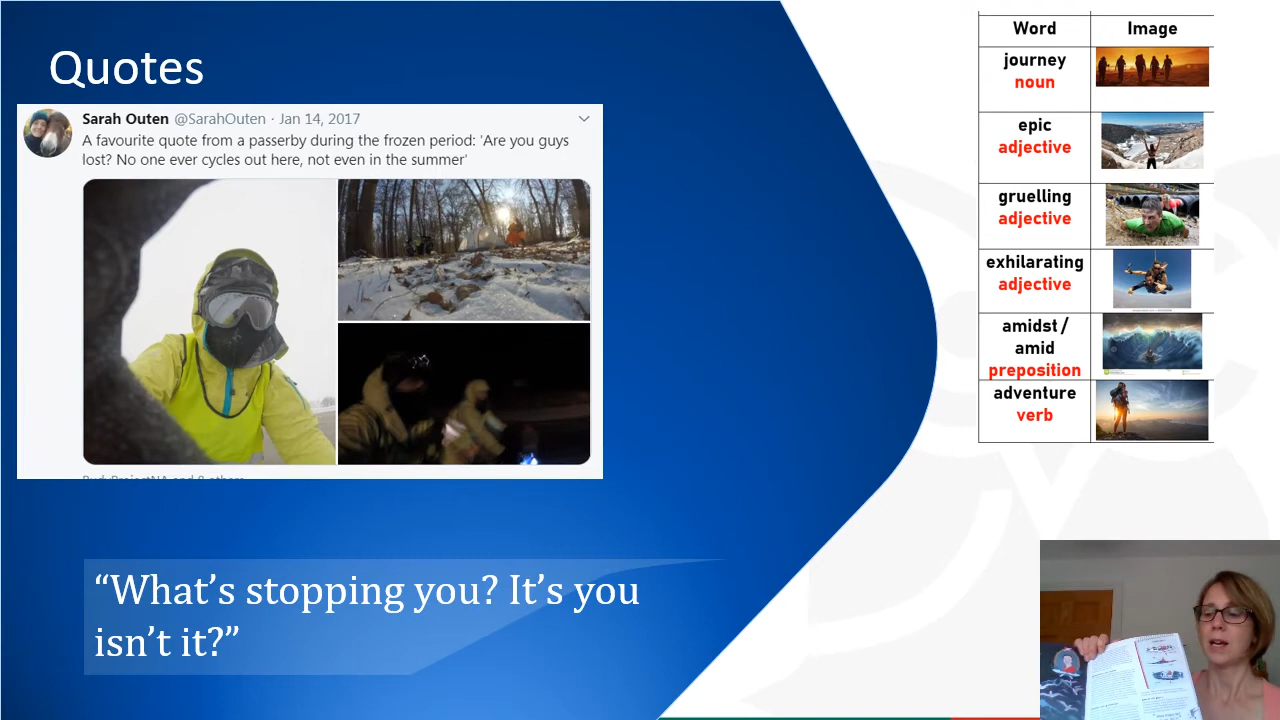 Quotes
Sarah Outen @SarahOuten · Jan 14, 2017
A favourite quote from a passerby during the frozen period: 'Are you guys
lost? No one ever cycles out here, not even in the summer'
“What’s stopping you? It’s you
isn’t it?”
Word Image
journey
noun
epic
adjective
gruelling
adjective
exhilarating
adjective
amidst /
amid
preposition
adventure
verb